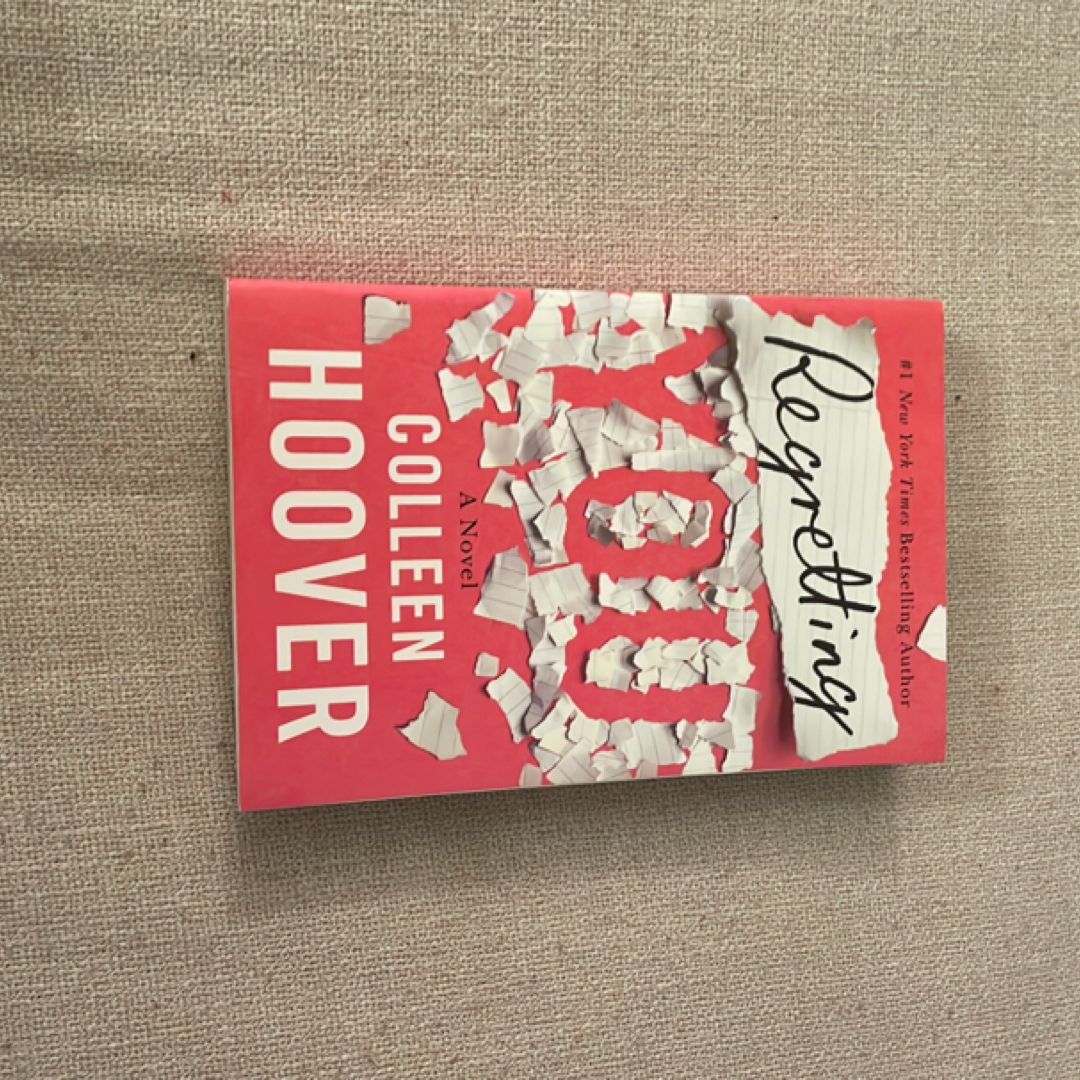 #1 New York Times Bestselling Author
Regretting
YOU
A Novel
COLLEEN
HOOVER